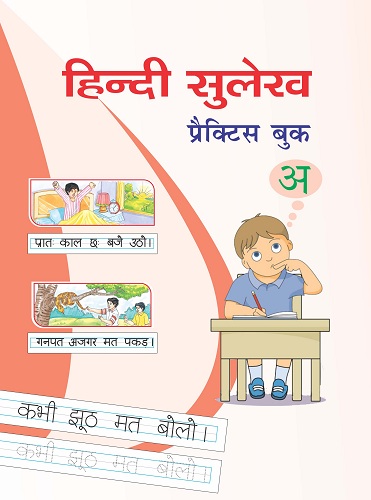 हिन्दी सुलेख
प्रैक्टिस बुक
अ
प्रातः काल छः बजे उठो।
गनपत अजगर मत पकड।
कभी झूठ मत बोलो।
कभी झूठ मत बोलो।